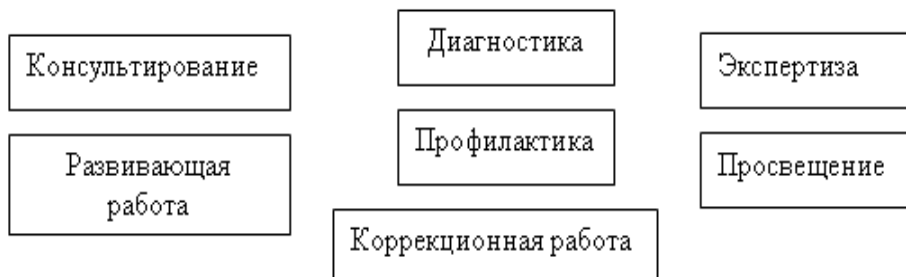 Диагностика
Консультирование
Экспертиза
Профилактика
Развивающая
работа
Просвещение
Коррекционная работа